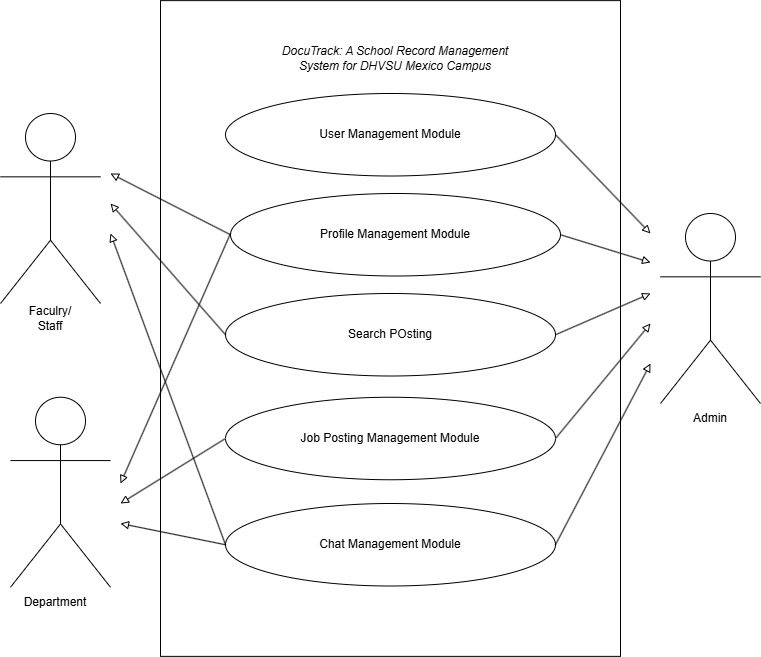 DocuTrack: A School Record Management
System for DHVSU Mexico Campus
User Management Module
Profile Management Module
Search POsting
Job Posting Management Module
Chat Management Module
Faculry/
Staff
Department
Admin